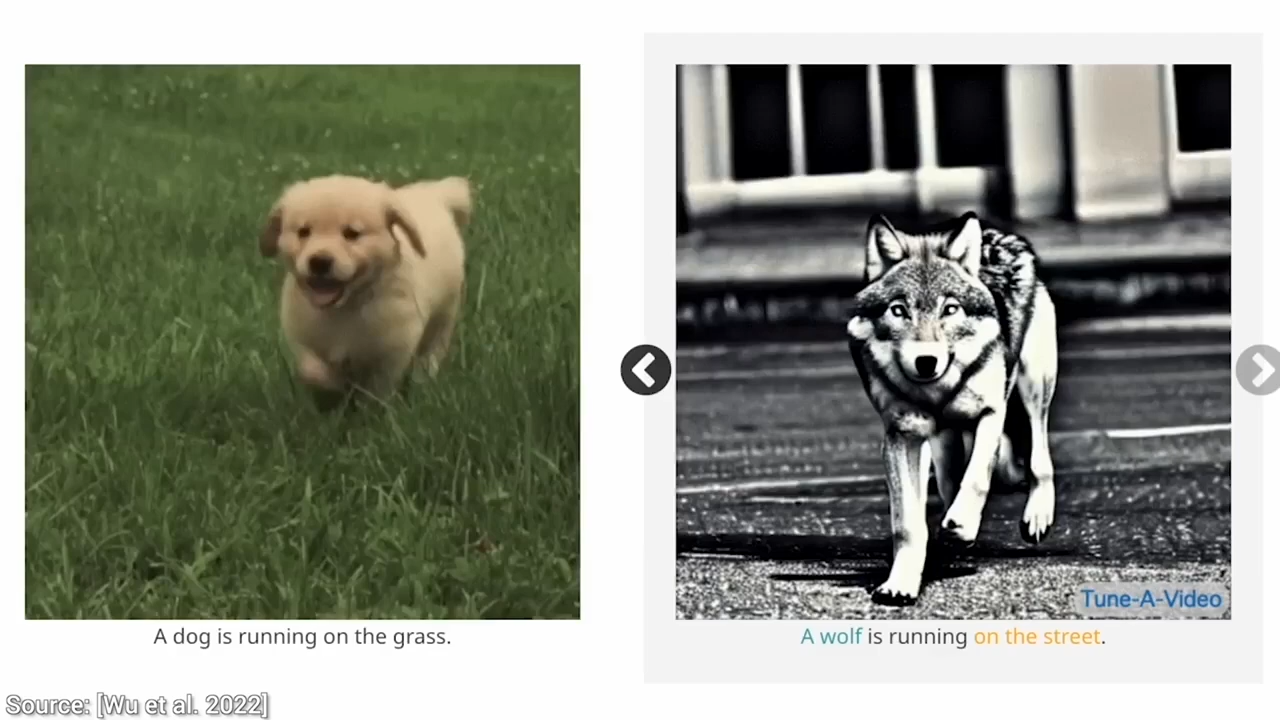 Tune-A-Video
A dog is running on the grass.
A wolf is running on the street.
Source: [Wu et al. 2022]